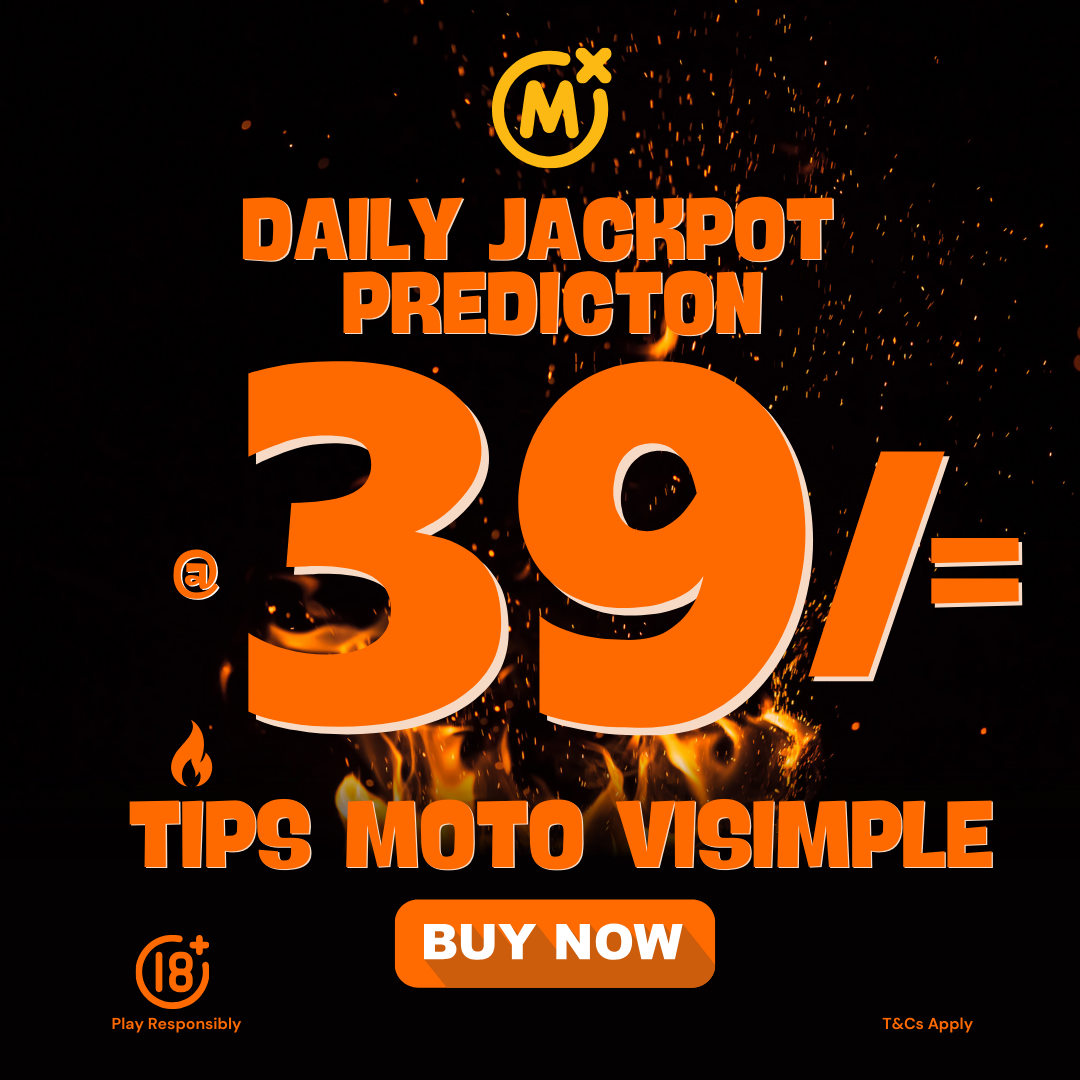 M x
DAILY JACKPOT
PREDICTON
@ 39/=
TIPS MOTO VISIMPLE
BUY NOW
18+
Play Responsibly
T&Cs Apply